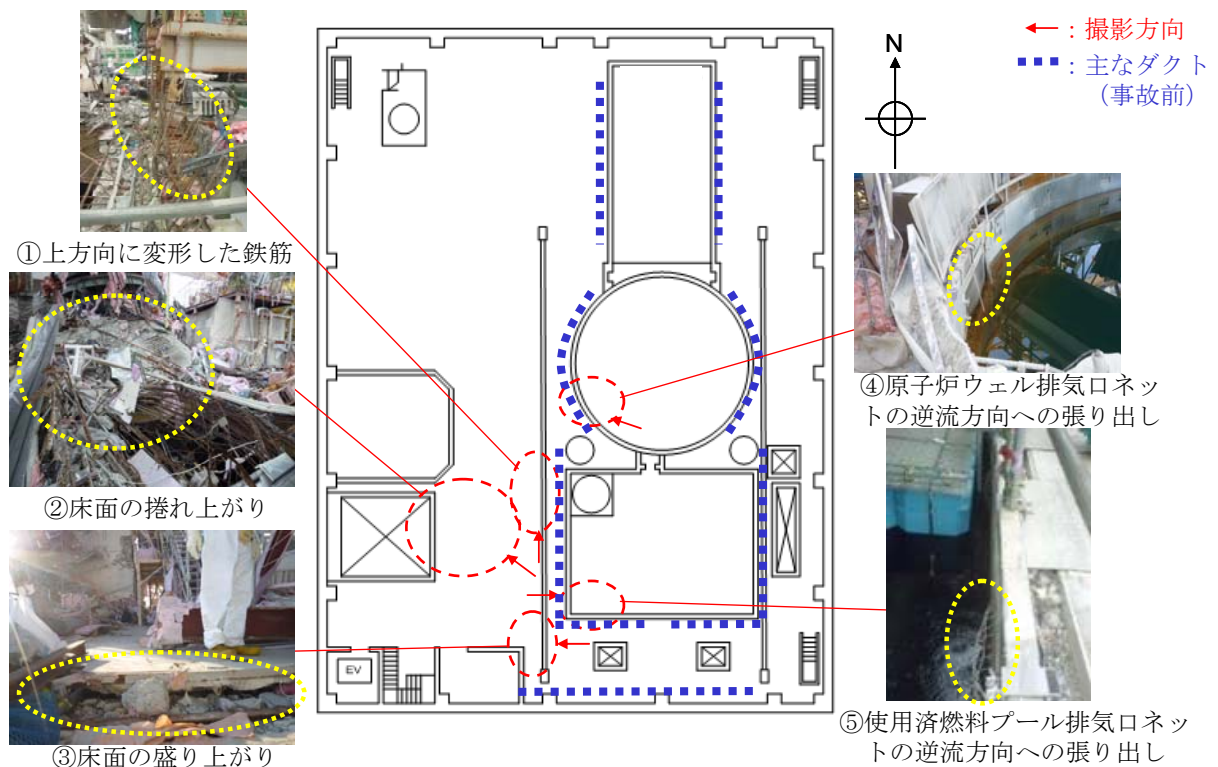 ←：撮影方向
：主なダクト
（事故前）
N
①上方向に変形した鉄筋
②床面の捲れ上がり
③床面の盛り上がり
EV
④原子炉ウェル排気口ネッ
トの逆流方向への張り出し
⑤使用済燃料プール排気口ネッ
トの逆流方向への張り出し